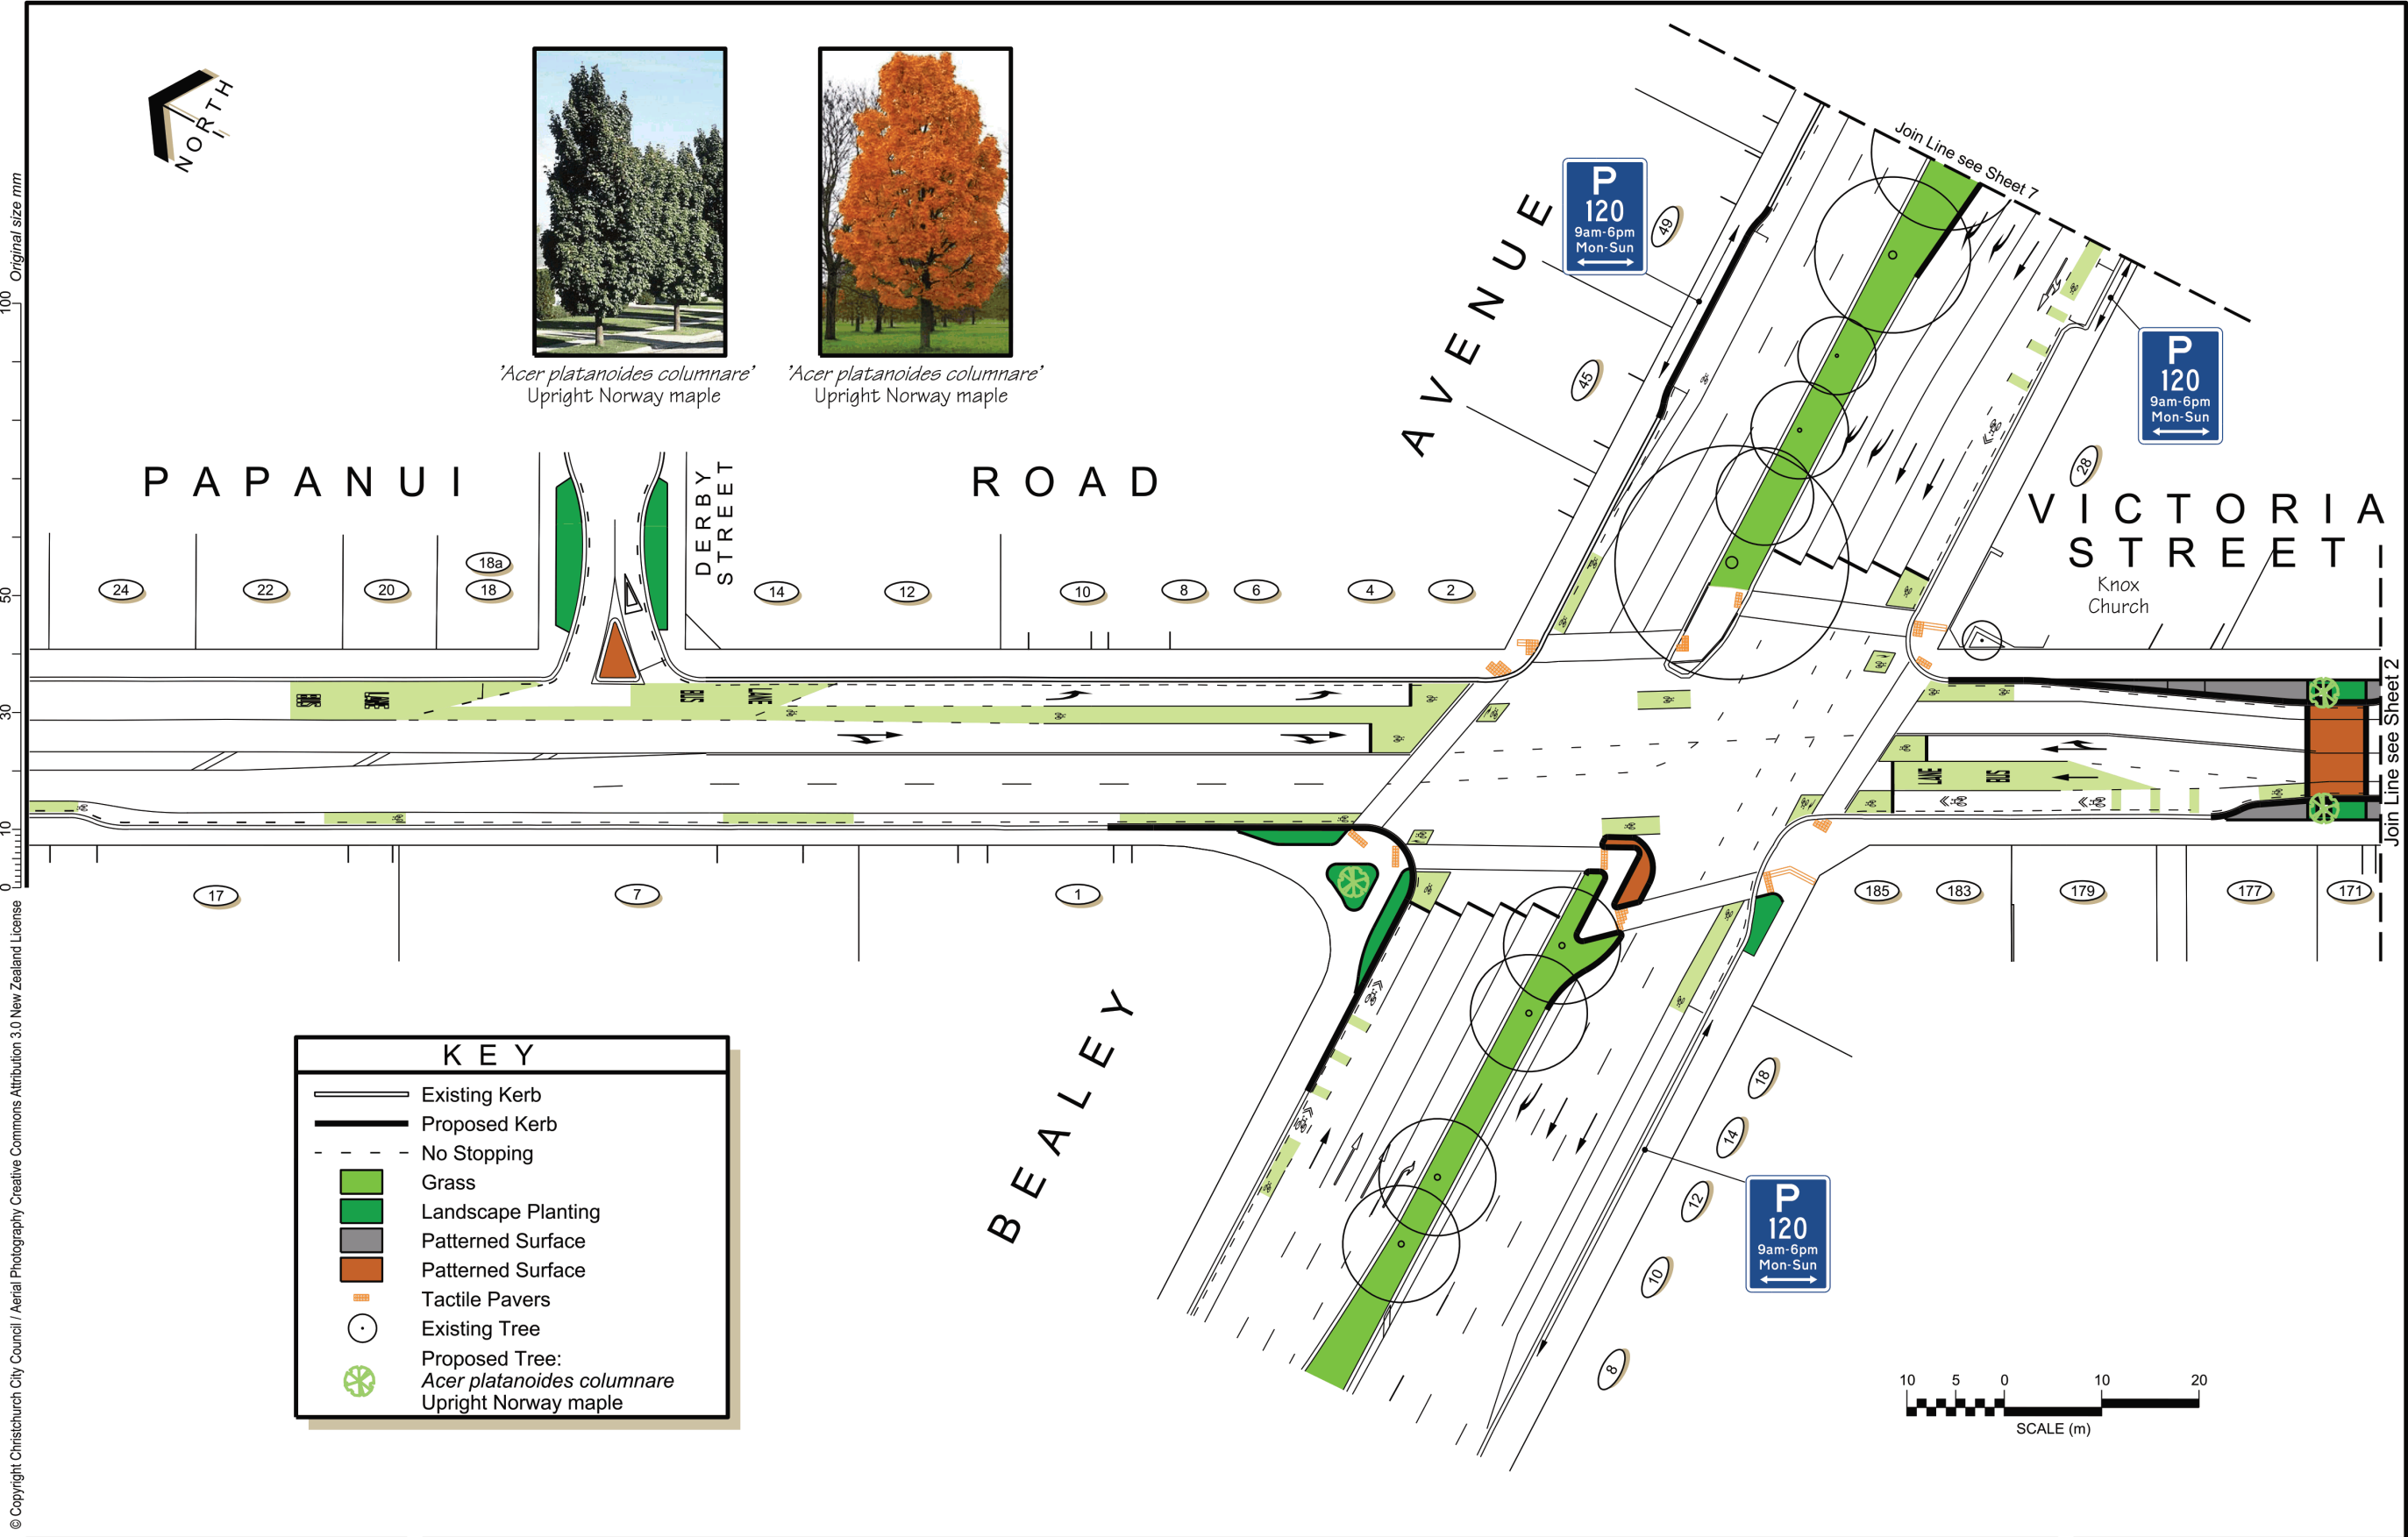 NORTH
'Acer platanoides columnare'
Upright Norway maple
'Acer platanoides columnare'
Upright Norway maple
Original size mm
100
50
30
10
0
© Copyright Christchurch City Council / Aerial Photography Creative Commons Attribution 3.0 New Zealand License
PAPANUI ROAD
DERBY
STREET
BEALEY AVENUE
VICTORIA
STREET
Knox
Church
Join Line see Sheet 7
Join Line see Sheet 2
P
120
9am-6pm
Mon-Sun
P
120
9am-6pm
Mon-Sun
P
120
9am-6pm
Mon-Sun
49
45
28
24
22
20
18a
18
14
12
10
8
6
4
2
BUS
LANE
BUS
LANE
LANE
BUS
17
7
1
185
183
179
177
171
18
14
12
10
8
KEY
Existing Kerb
Proposed Kerb
No Stopping
Grass
Landscape Planting
Patterned Surface
Patterned Surface
Tactile Pavers
Existing Tree
Proposed Tree:
Acer platanoides columnare
Upright Norway maple
10 5 0 10 20
SCALE (m)